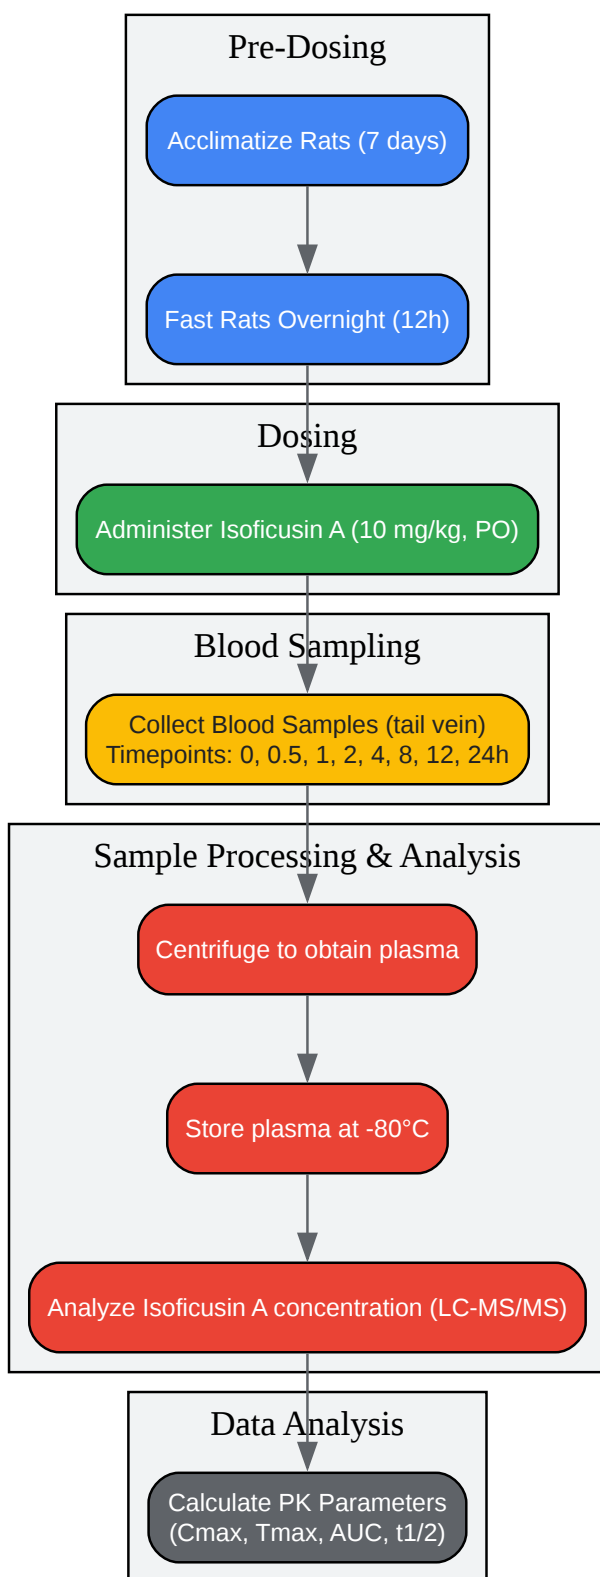 Pre-Dosing
Acclimatize Rats (7 days)
Fast Rats Overnight (12h)
Dosing
Administer Isoficusin A (10 mg/kg, PO)
Blood Sampling
Collect Blood Samples (tail vein)
Timepoints: 0, 0.5, 1, 2, 4, 8, 12, 24h
Sample Processing & Analysis
Centrifuge to obtain plasma
Store plasma at -80°C
Analyze Isoficusin A concentration (LC-MS/MS)
Data Analysis
Calculate PK Parameters
(Cmax, Tmax, AUC, t1/2)